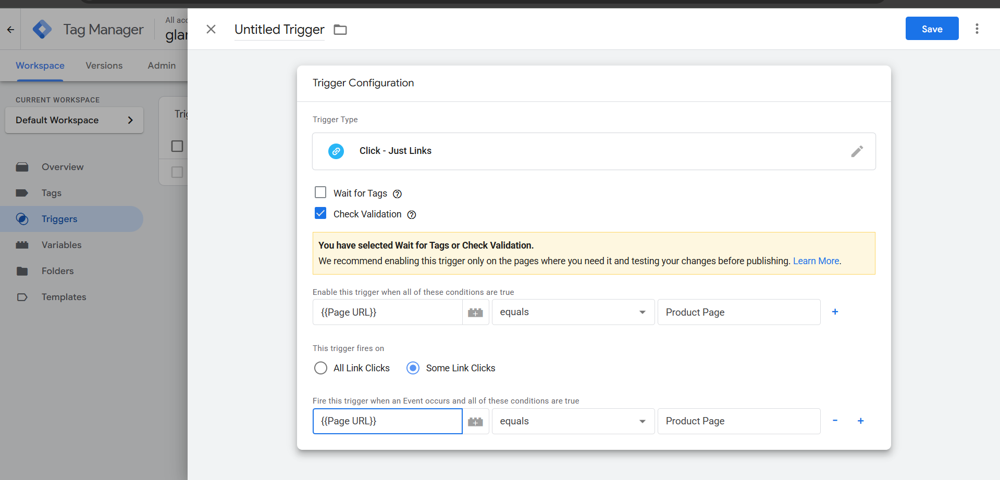 Tag Manager
All acc
glar
Untitled Trigger
Save
Workspace
Versions
Admin
CURRENT WORKSPACE
Default Workspace
Trig
Overview
Tags
Triggers
Variables
Folders
Templates
Trigger Configuration
Trigger Type
Click - Just Links
Wait for Tags ?
Check Validation ?
You have selected Wait for Tags or Check Validation.
We recommend enabling this trigger only on the pages where you need it and testing your changes before publishing. Learn More.
Enable this trigger when all of these conditions are true
{{Page URL}} equals Product Page +
This trigger fires on
All Link Clicks Some Link Clicks
Fire this trigger when an Event occurs and all of these conditions are true
{{Page URL}} equals Product Page - +